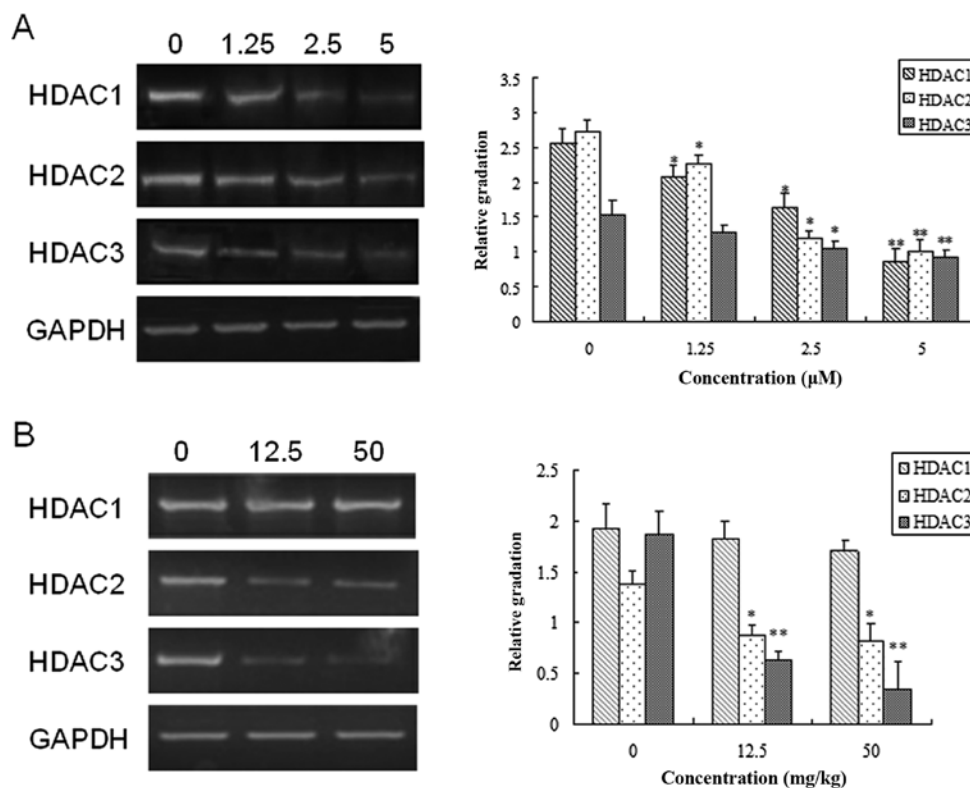 A
0 1.25 2.5 5
HDAC1
HDAC2
HDAC3
GAPDH
HDAC1
HDAC2
HDAC3
3.5
3
2.5
2
1.5
1
0.5
0
Relative gradation
* *
* * *
** ** **
0 1.25 2.5 5
Concentration (μM)
B
0 12.5 50
HDAC1
HDAC2
HDAC3
GAPDH
HDAC1
HDAC2
HDAC3
2.5
2
1.5
1
0.5
0
Relative gradation
* **
* **
0 12.5 50
Concentration (mg/kg)